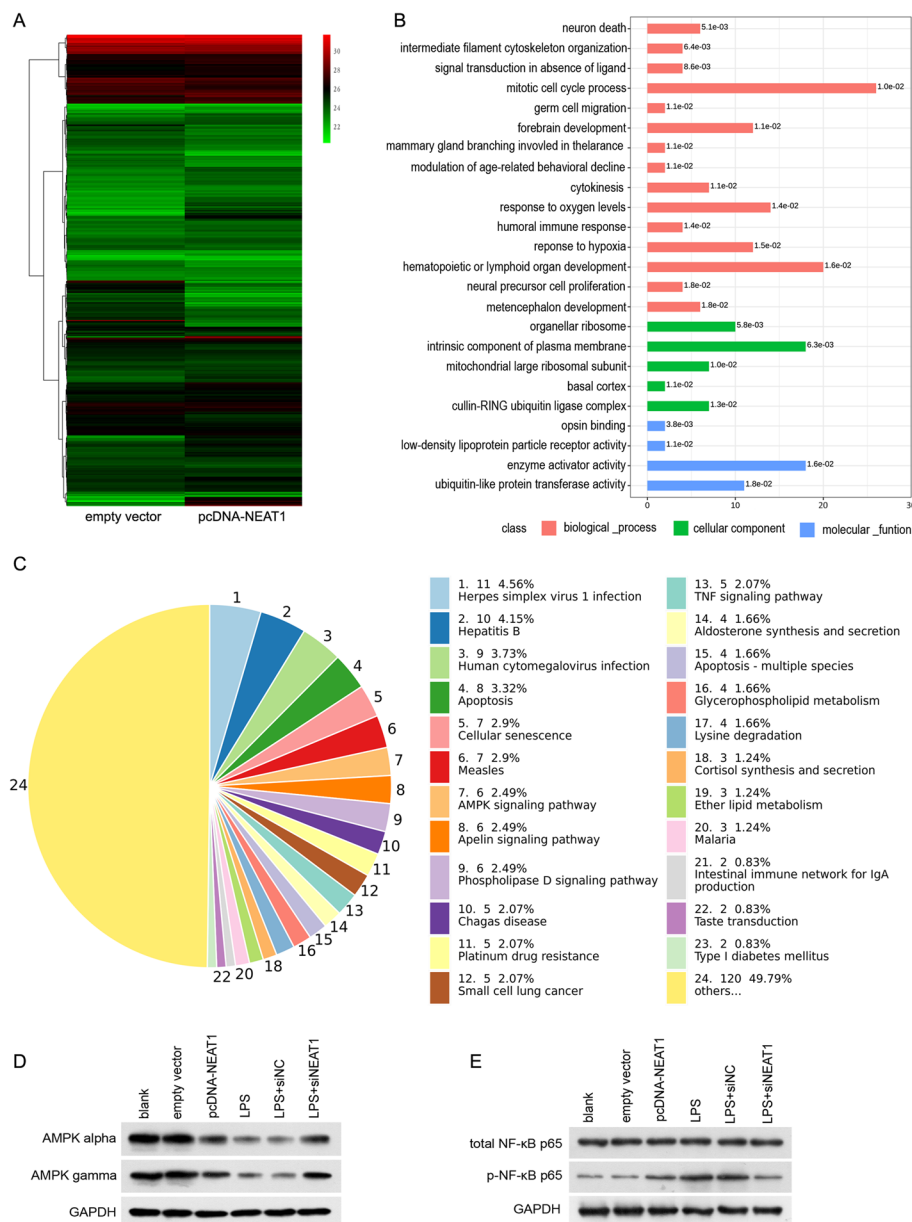 A
30
28
26
24
22
empty vector
pcDNA-NEAT1
B
neuron death 5.1e-03
intermediate filament cytoskeleton organization 6.4e-03
signal transduction in absence of ligand 8.6e-03
mitotic cell cycle process 1.0e-02
germ cell migration 1.1e-02
forebrain development 1.1e-02
mammary gland branching invovled in thelarance 1.1e-02
modulation of age-related behavioral decline 1.1e-02
cytokinesis 1.1e-02
response to oxygen levels 1.4e-02
humoral immune response 1.4e-02
reponse to hypoxia 1.5e-02
hematopoietic or lymphoid organ development 1.6e-02
neural precursor cell proliferation 1.8e-02
metencephalon development 1.8e-02
organellar ribosome 5.8e-03
intrinsic component of plasma membrane 6.3e-03
mitochondrial large ribosomal subunit 1.0e-02
basal cortex 1.1e-02
cullin-RING ubiquitin ligase complex 1.3e-02
opsin binding 3.8e-03
low-density lipoprotein particle receptor activity 1.1e-02
enzyme activator activity 1.6e-02
ubiquitin-like protein transferase activity 1.8e-02
0 10 20 30
class biological _process cellular component molecular _funtion
C
1
2
3
4
5
6
7
8
9
10
11
12
13
14
15
16
18
20
22
24
1. 11 4.56%
Herpes simplex virus 1 infection
2. 10 4.15%
Hepatitis B
3. 9 3.73%
Human cytomegalovirus infection
4. 8 3.32%
Apoptosis
5. 7 2.9%
Cellular senescence
6. 7 2.9%
Measles
7. 6 2.49%
AMPK signaling pathway
8. 6 2.49%
Apelin signaling pathway
9. 6 2.49%
Phospholipase D signaling pathway
10. 5 2.07%
Chagas disease
11. 5 2.07%
Platinum drug resistance
12. 5 2.07%
Small cell lung cancer
13. 5 2.07%
TNF signaling pathway
14. 4 1.66%
Aldosterone synthesis and secretion
15. 4 1.66%
Apoptosis - multiple species
16. 4 1.66%
Glycerophospholipid metabolism
17. 4 1.66%
Lysine degradation
18. 3 1.24%
Cortisol synthesis and secretion
19. 3 1.24%
Ether lipid metabolism
20. 3 1.24%
Malaria
21. 2 0.83%
Intestinal immune network for IgA
production
22. 2 0.83%
Taste transduction
23. 2 0.83%
Type I diabetes mellitus
24. 120 49.79%
others...
D
blank
empty vector
pcDNA-NEAT1
LPS
LPS+siNC
LPS+siNEAT1
AMPK alpha
AMPK gamma
GAPDH
E
blank
empty vector
pcDNA-NEAT1
LPS
LPS+siNC
LPS+siNEAT1
total NF-κB p65
p-NF-κB p65
GAPDH